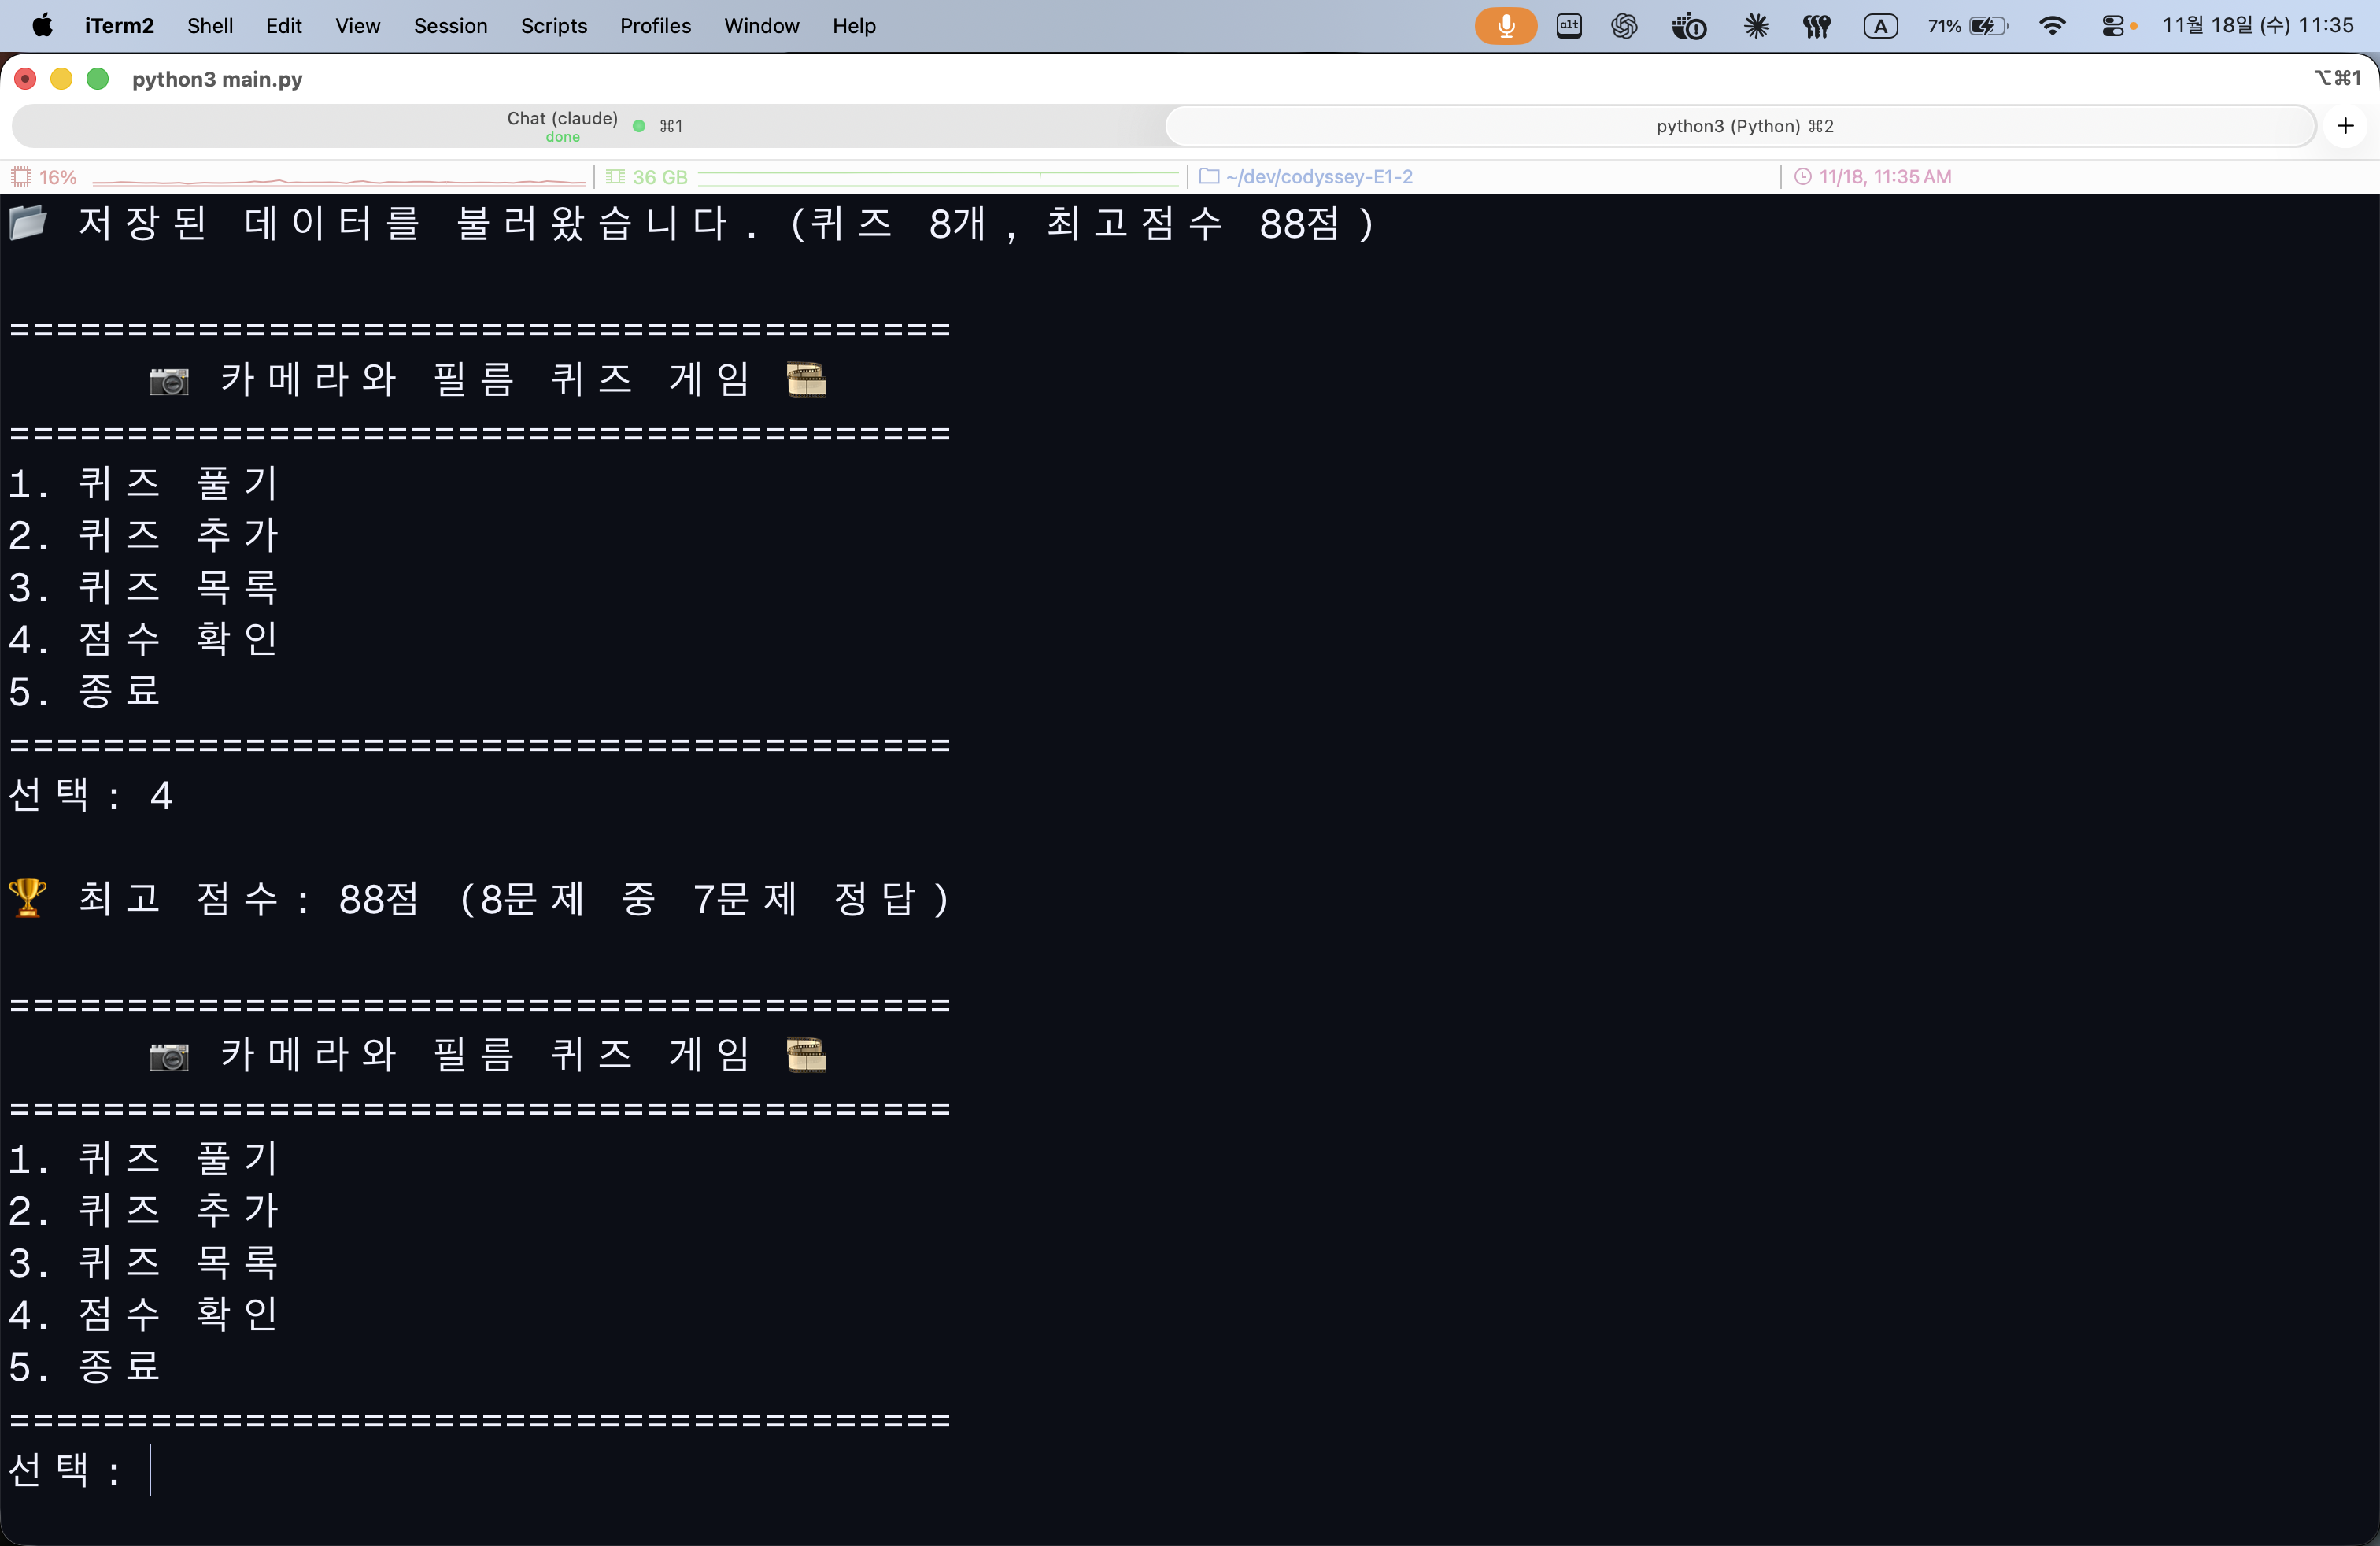 iTerm2 Shell Edit View Session Scripts Profiles Window Help alt A 71% 11월 18일 (수) 11:35
python3 main.py ⌥⌘1
Chat (claude) ⌘1 python3 (Python) ⌘2 +
done
16% 36 GB ~/dev/codyssey-E1-2 11/18, 11:35 AM
📂 저장된 데이터를 불러왔습니다. (퀴즈 8개, 최고점수 88점)
========================================
📷 카메라와 필름 퀴즈 게임 🎞️
========================================
1. 퀴즈 풀기
2. 퀴즈 추가
3. 퀴즈 목록
4. 점수 확인
5. 종료
========================================
선택: 4
🏆 최고 점수: 88점 (8문제 중 7문제 정답)
========================================
📷 카메라와 필름 퀴즈 게임 🎞️
========================================
1. 퀴즈 풀기
2. 퀴즈 추가
3. 퀴즈 목록
4. 점수 확인
5. 종료
========================================
선택: